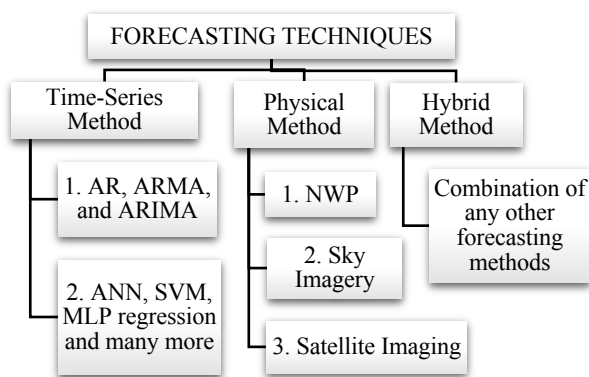 FORECASTING TECHNIQUES
Time-Series
Method
1. AR, ARMA,
and ARIMA
2. ANN, SVM,
MLP regression
and many more
Physical
Method
1. NWP
2. Sky
Imagery
3. Satellite Imaging
Hybrid
Method
Combination of
any other
forecasting
methods